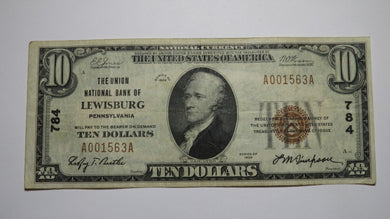 NATIONAL CURRENCY
THE UNITED STATES OF AMERICA
10
10
THE UNION
NATIONAL BANK OF
LEWISBURG
PENNSYLVANIA
WILL PAY TO THE BEARER ON DEMAND
TEN DOLLARS
A001563A
A001563A
784
784
TEN
SERIES OF
1929
TEN DOLLARS
10
10